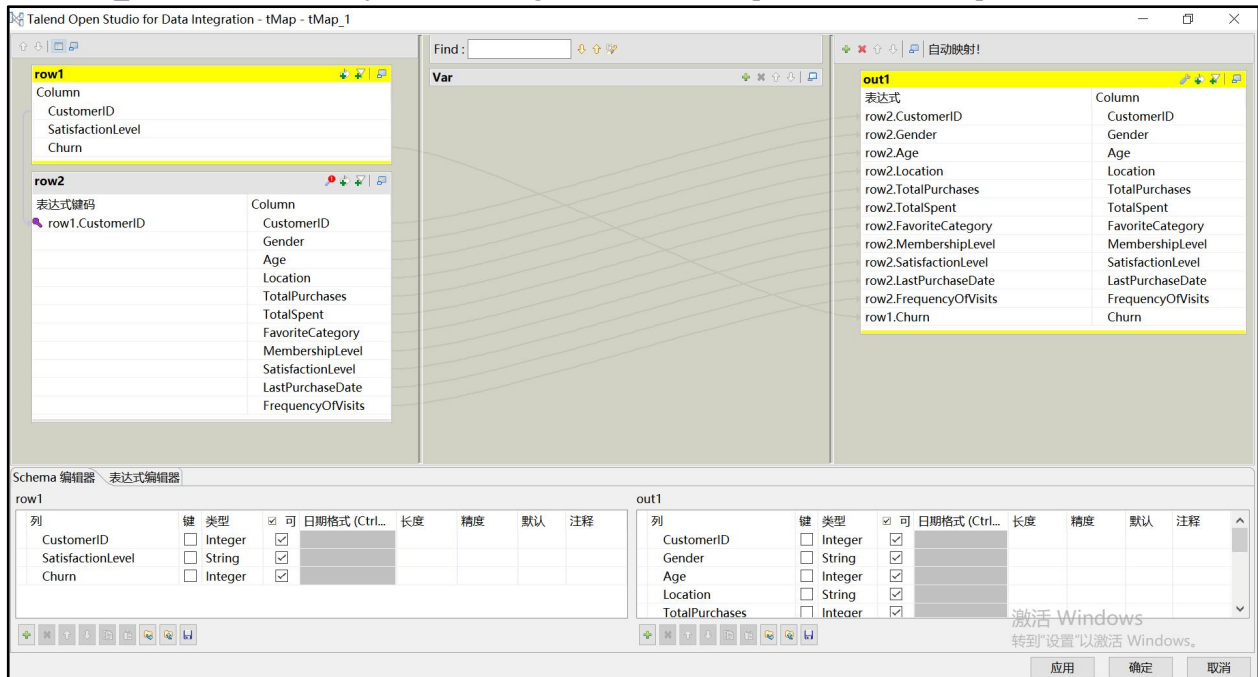 Talend Open Studio for Data Integration - tMap - tMap_1
Find :
自动映射!
row1
Column
CustomerID
SatisfactionLevel
Churn
row2
表达式键码 Column
row1.CustomerID CustomerID
Gender
Age
Location
TotalPurchases
TotalSpent
FavoriteCategory
MembershipLevel
SatisfactionLevel
LastPurchaseDate
FrequencyOfVisits
Var
out1
表达式 Column
row2.CustomerID CustomerID
row2.Gender Gender
row2.Age Age
row2.Location Location
row2.TotalPurchases TotalPurchases
row2.TotalSpent TotalSpent
row2.FavoriteCategory FavoriteCategory
row2.MembershipLevel MembershipLevel
row2.SatisfactionLevel SatisfactionLevel
row2.LastPurchaseDate LastPurchaseDate
row2.FrequencyOfVisits FrequencyOfVisits
row1.Churn Churn
Schema 编辑器 表达式编辑器
row1
列 键 类型 可 日期格式 (Ctrl... 长度 精度 默认 注释
CustomerID Integer
SatisfactionLevel String
Churn Integer
out1
列 键 类型 可 日期格式 (Ctrl... 长度 精度 默认 注释
CustomerID Integer
Gender String
Age Integer
Location String
TotalPurchases Integer
激活 Windows
转到"设置"以激活 Windows。
应用 确定 取消